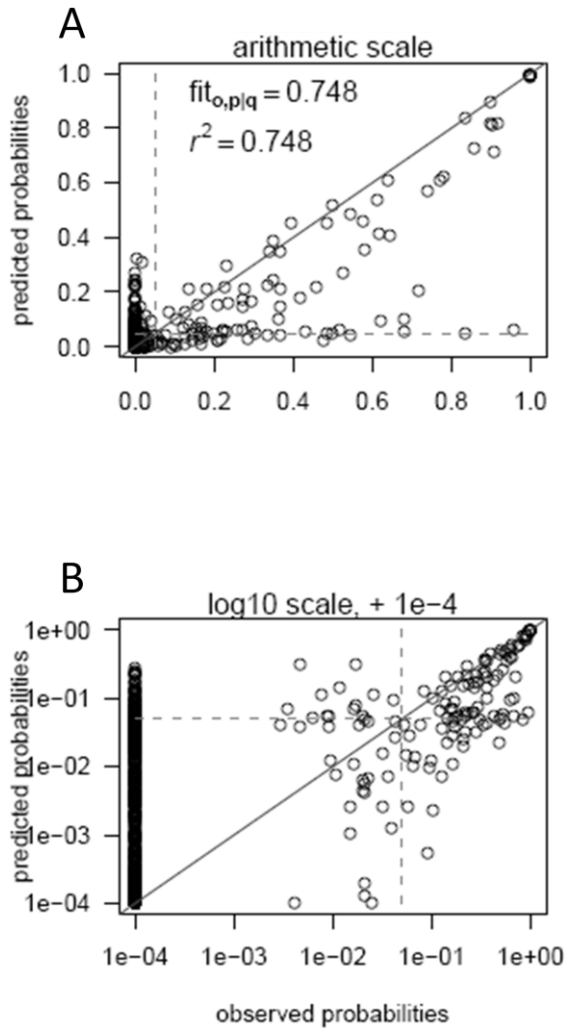 A
arithmetic scale
fito,p|q = 0.748
r² = 0.748
predicted probabilities
1.0
0.8
0.6
0.4
0.2
0.0
0.0 0.2 0.4 0.6 0.8 1.0
B
log10 scale, + 1e−4
predicted probabilities
1e+00
1e−01
1e−02
1e−03
1e−04
1e−04 1e−03 1e−02 1e−01 1e+00
observed probabilities